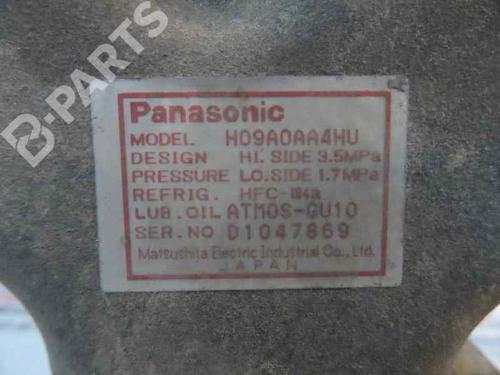 B-PARTS
Panasonic
MODEL H09A0AA4HU
DESIGN HI. SIDE 3.5MPa
PRESSURE LO. SIDE 1.7MPa
REFRIG. HFC-134a
LUB. OIL ATMOS-GU10
SER. NO D1047869
Matsushita Electric Industrial Co., Ltd.
JAPAN